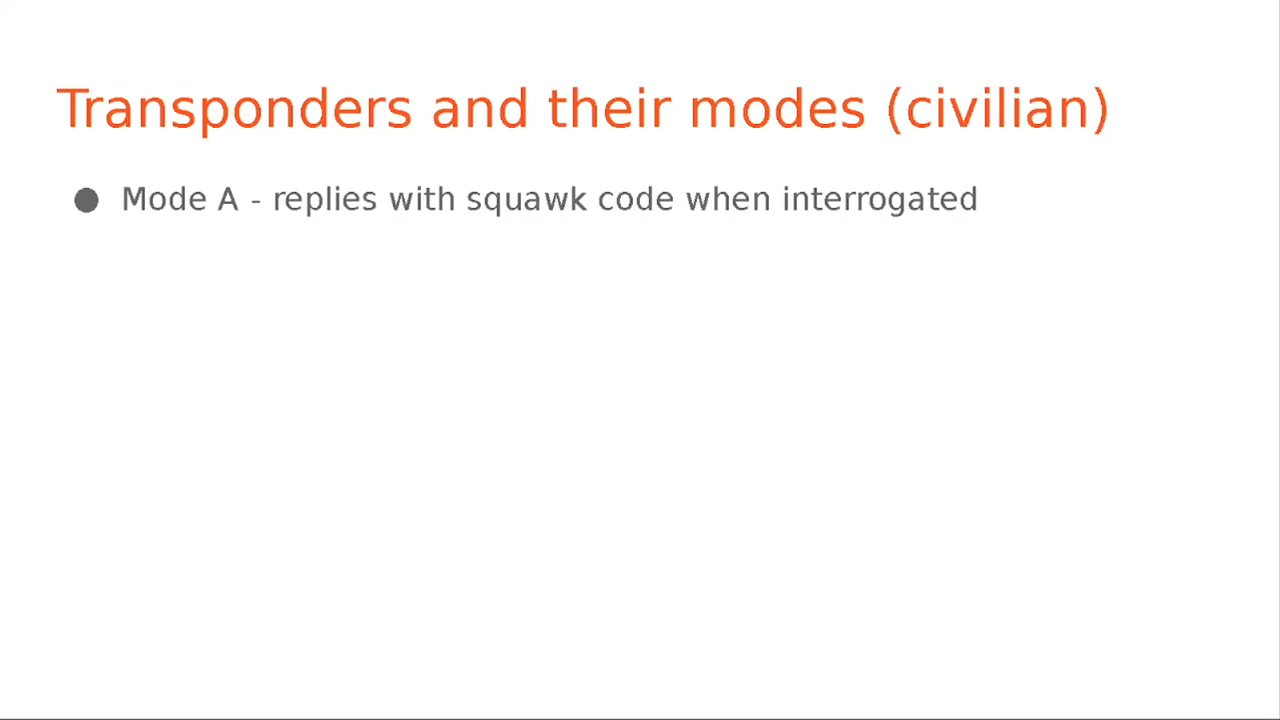 Transponders and their modes (civilian)
● Mode A - replies with squawk code when interrogated